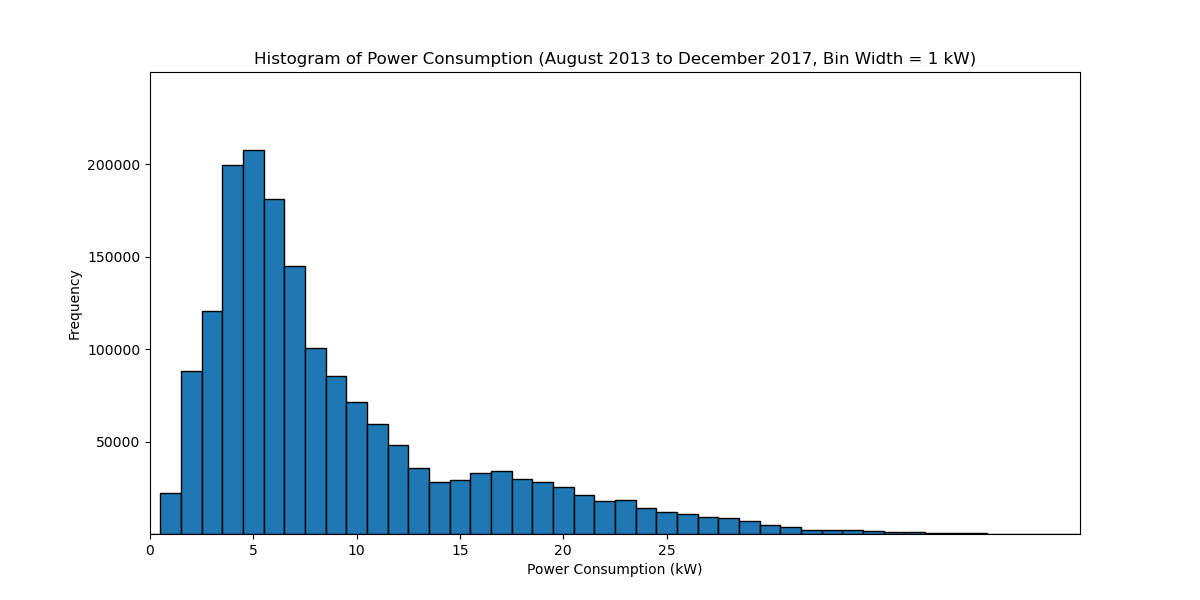 Histogram of Power Consumption (August 2013 to December 2017, Bin Width = 1 kW)
200000
150000
100000
50000
Frequency
0 5 10 15 20 25
Power Consumption (kW)